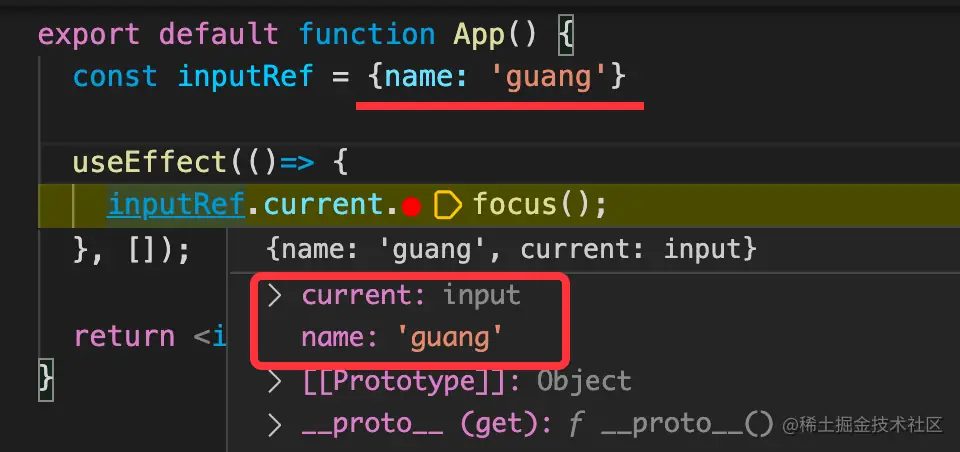 export default function App() {
const inputRef = {name: 'guang'}
useEffect(()=> {
inputRef.current.focus();
}, []);
{name: 'guang', current: input}
> current: input
name: 'guang'
return <i
> [[Prototype]]: Object
}
> __proto__ (get): ƒ __proto__()
@稀土掘金技术社区